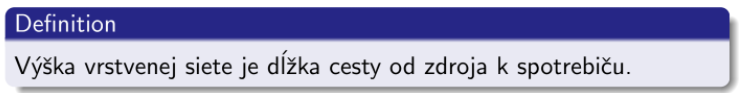 Definition
Výška vrstvenej siete je dĺžka cesty od zdroja k spotrebiču.